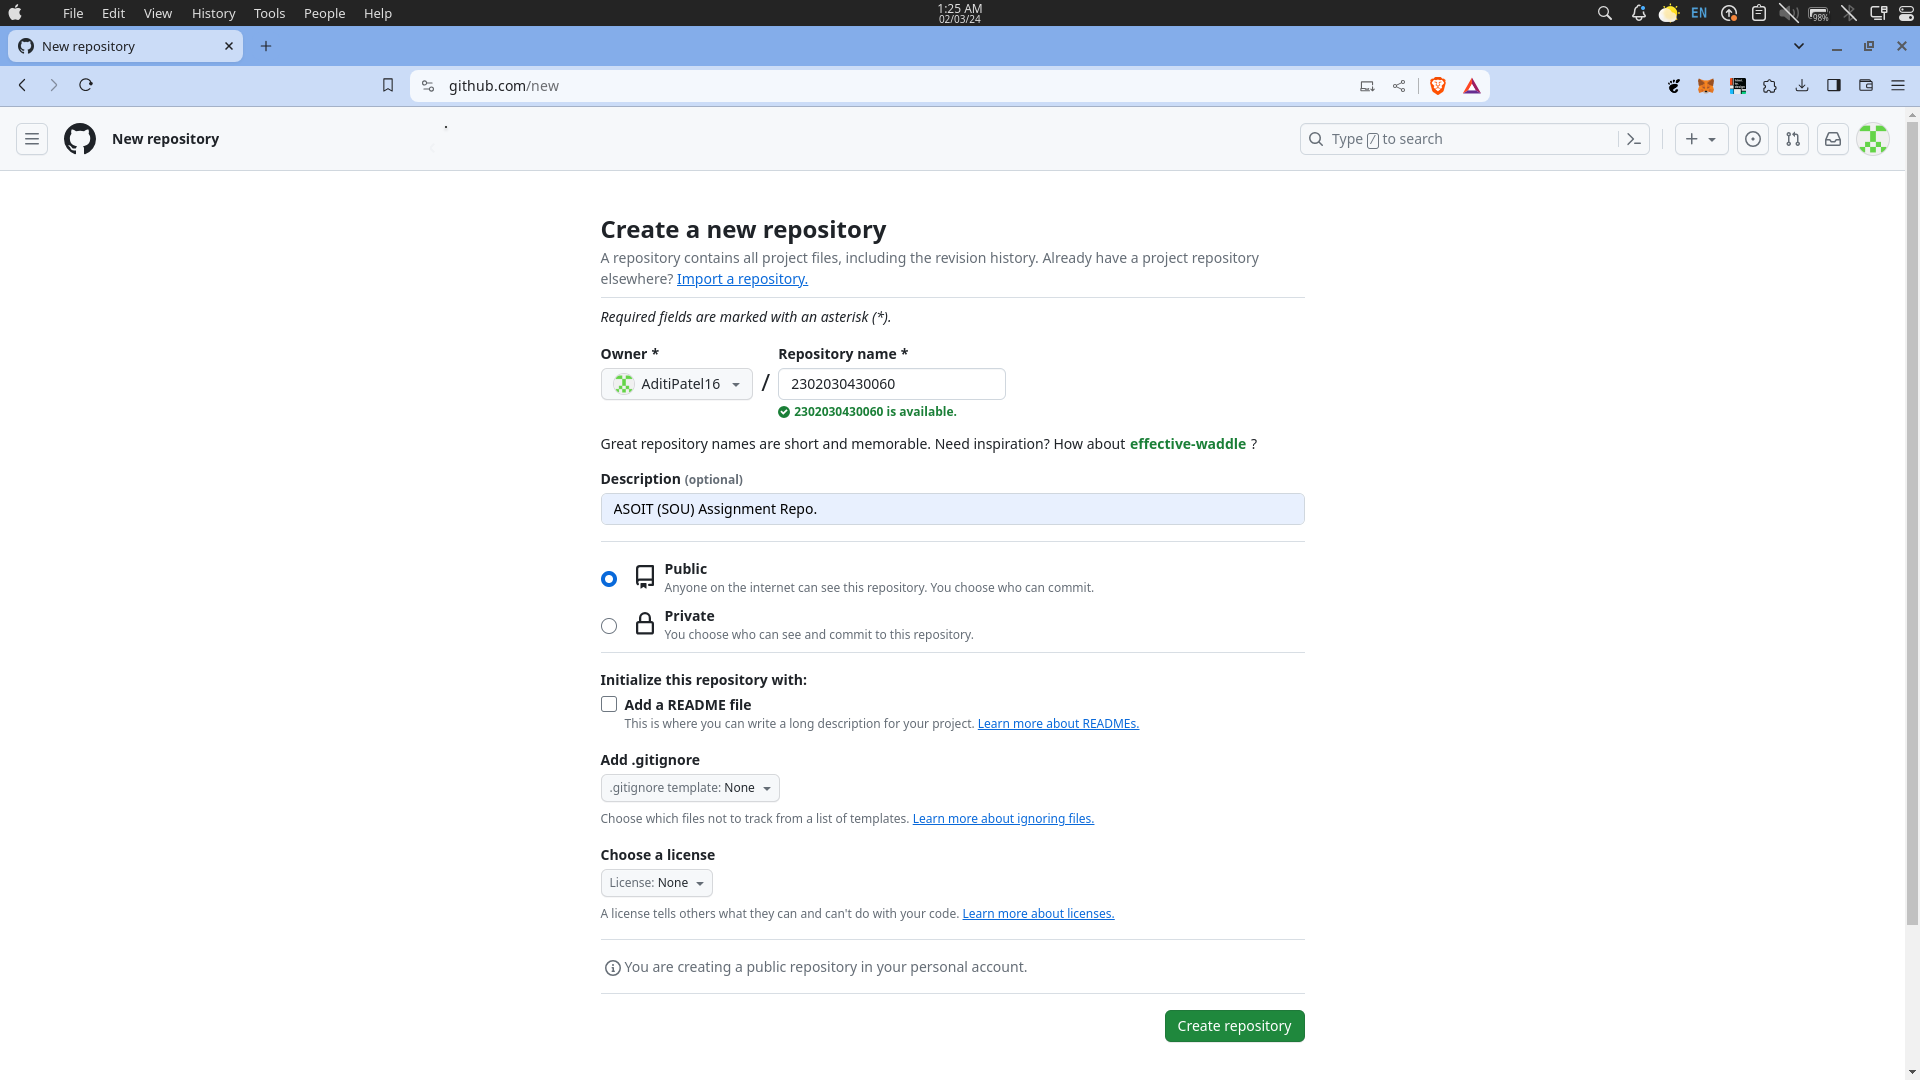 File Edit View History Tools People Help
1:25 AM
02/03/24
EN
98%
New repository
github.com/new
New repository
Type / to search
Create a new repository
A repository contains all project files, including the revision history. Already have a project repository
elsewhere? Import a repository.
Required fields are marked with an asterisk (*).
Owner * Repository name *
AditiPatel16 / 2302030430060
2302030430060 is available.
Great repository names are short and memorable. Need inspiration? How about effective-waddle ?
Description (optional)
ASOIT (SOU) Assignment Repo.
Public
Anyone on the internet can see this repository. You choose who can commit.
Private
You choose who can see and commit to this repository.
Initialize this repository with:
Add a README file
This is where you can write a long description for your project. Learn more about READMEs.
Add .gitignore
.gitignore template: None
Choose which files not to track from a list of templates. Learn more about ignoring files.
Choose a license
License: None
A license tells others what they can and can't do with your code. Learn more about licenses.
You are creating a public repository in your personal account.
Create repository